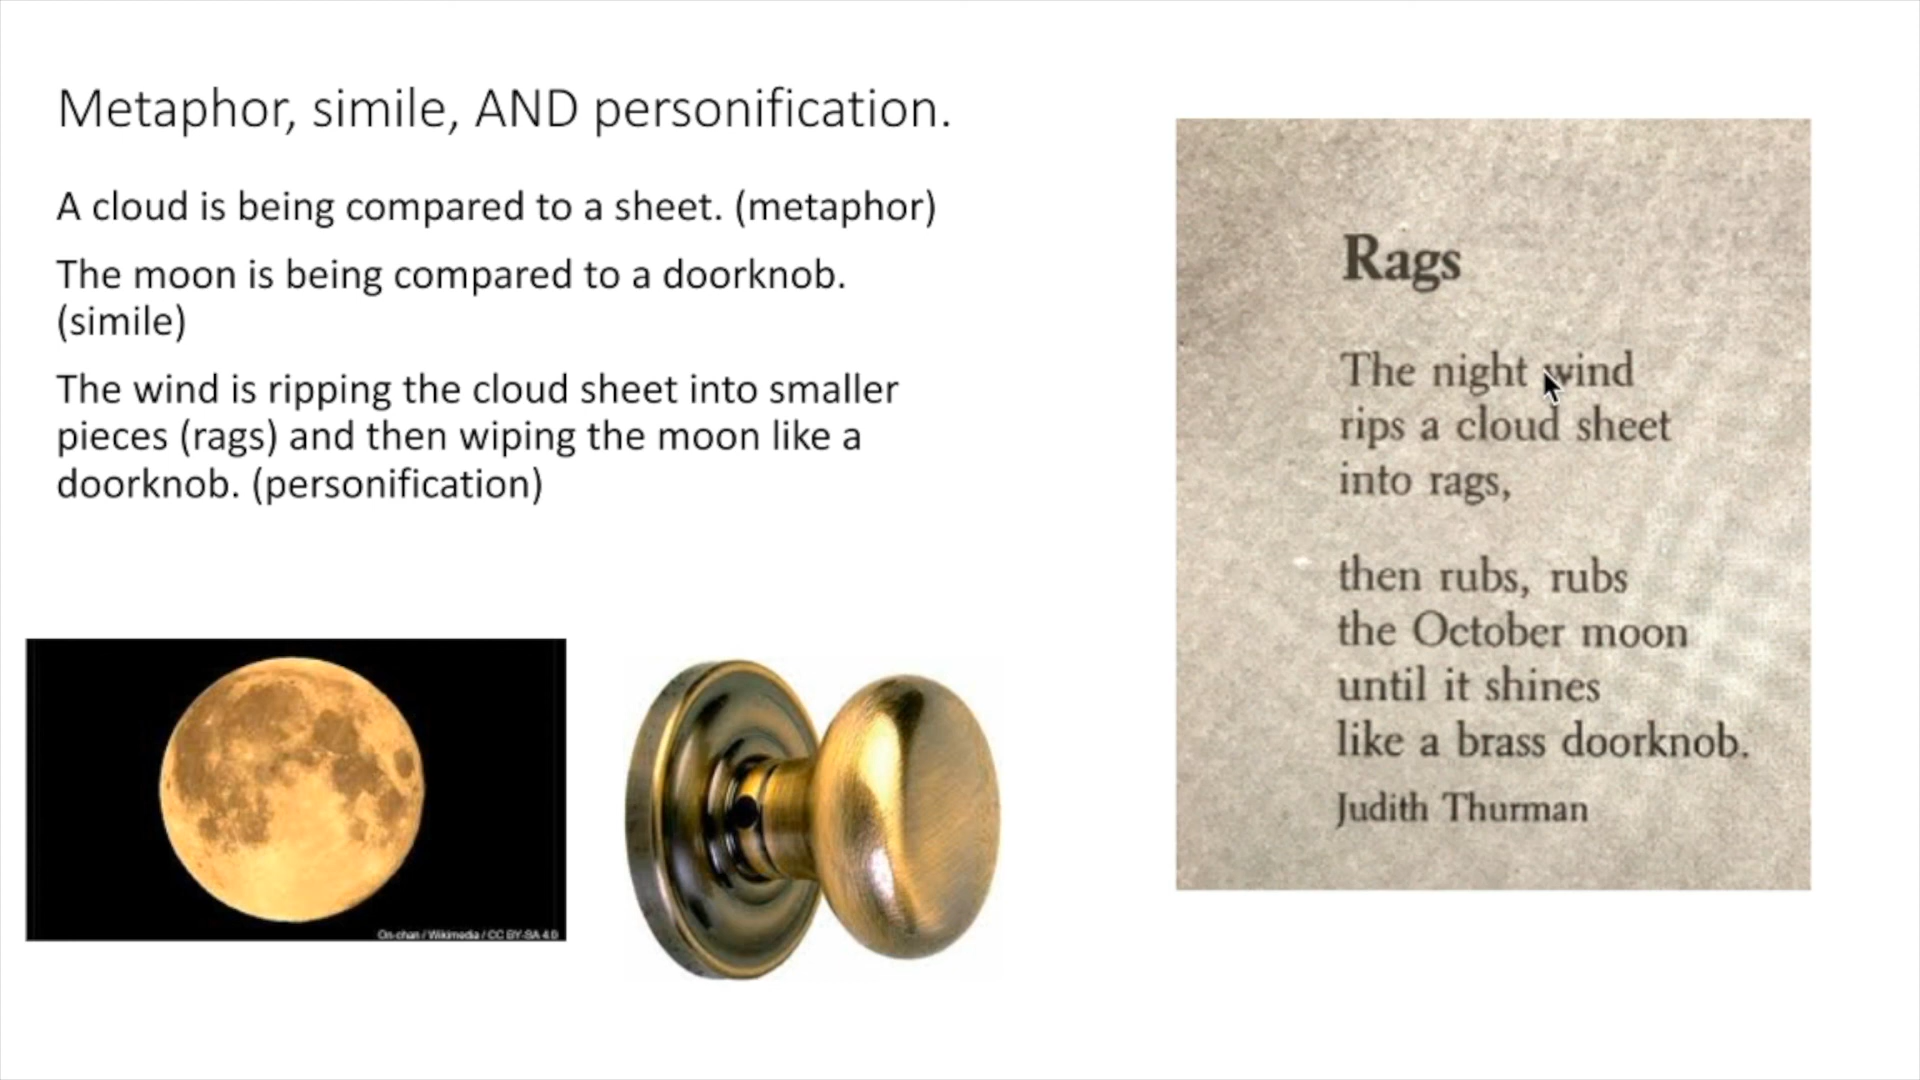 Metaphor, simile, AND personification.
A cloud is being compared to a sheet. (metaphor)
The moon is being compared to a doorknob.
(simile)
The wind is ripping the cloud sheet into smaller
pieces (rags) and then wiping the moon like a
doorknob. (personification)
On-chan / Wikimedia / CC BY-SA 4.0
Rags
The night wind
rips a cloud sheet
into rags,
then rubs, rubs
the October moon
until it shines
like a brass doorknob.
Judith Thurman